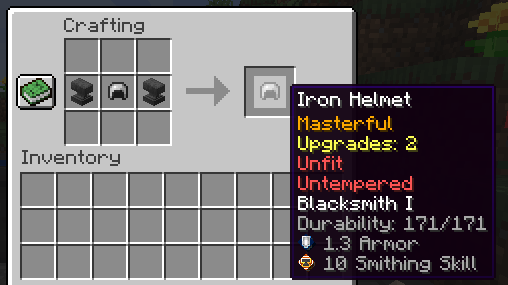 Crafting
Iron Helmet
Masterful
Upgrades: 2
Unfit
Untempered
Blacksmith I
Durability: 171/171
1.3 Armor
10 Smithing Skill
Inventory